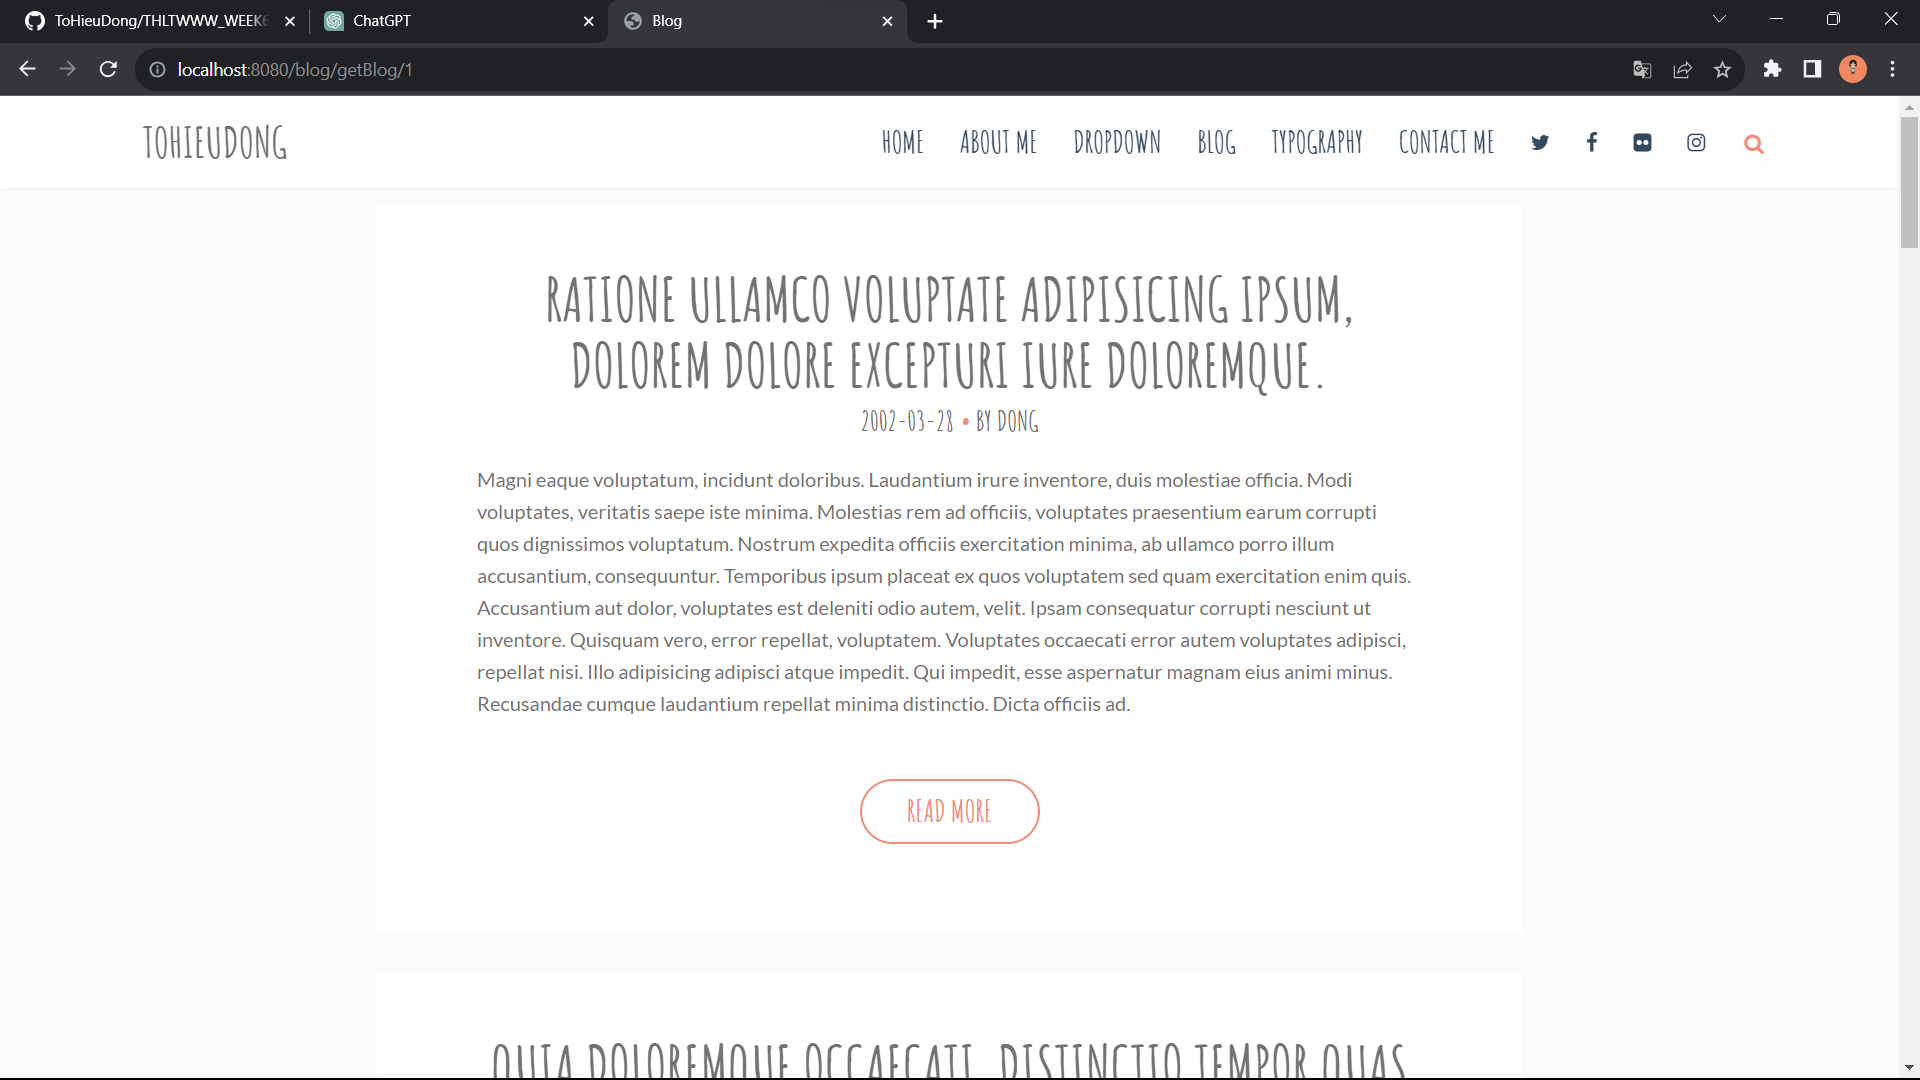 ToHieuDong/THLTWWW_WEEK6
ChatGPT
Blog
localhost:8080/blog/getBlog/1
TOHIEUDONG
HOME ABOUT ME DROPDOWN BLOG TYPOGRAPHY CONTACT ME
RATIONE ULLAMCO VOLUPTATE ADIPISICING IPSUM,
DOLOREM DOLORE EXCEPTURI IURE DOLOREMQUE.
2002-03-28 • BY DONG
Magni eaque voluptatum, incidunt doloribus. Laudantium irure inventore, duis molestiae officia. Modi
voluptates, veritatis saepe iste minima. Molestias rem ad officiis, voluptates praesentium earum corrupti
quos dignissimos voluptatum. Nostrum expedita officiis exercitation minima, ab ullamco porro illum
accusantium, consequuntur. Temporibus ipsum placeat ex quos voluptatem sed quam exercitation enim quis.
Accusantium aut dolor, voluptates est deleniti odio autem, velit. Ipsam consequatur corrupti nesciunt ut
inventore. Quisquam vero, error repellat, voluptatem. Voluptates occaecati error autem voluptates adipisci,
repellat nisi. Illo adipisicing adipisci atque impedit. Qui impedit, esse aspernatur magnam eius animi minus.
Recusandae cumque laudantium repellat minima distinctio. Dicta officiis ad.
READ MORE
QUIA DOLOREMQUE OCCAECATI, DISTINCTIO TEMPOR QUAS